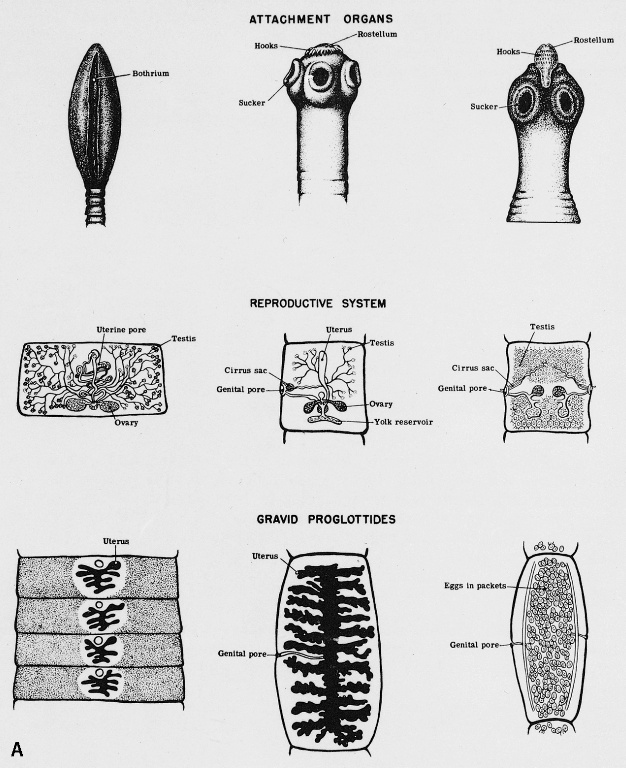 ATTACHMENT ORGANS
Bothrium
Rostellum
Hooks
Sucker
Rostellum
Hooks
Sucker
REPRODUCTIVE SYSTEM
Uterine pore
Testis
Ovary
Uterus
Testis
Cirrus sac
Genital pore
Ovary
Yolk reservoir
Testis
Cirrus sac
Genital pore
GRAVID PROGLOTTIDES
Uterus
Uterus
Genital pore
Eggs in packets
Genital pore
A